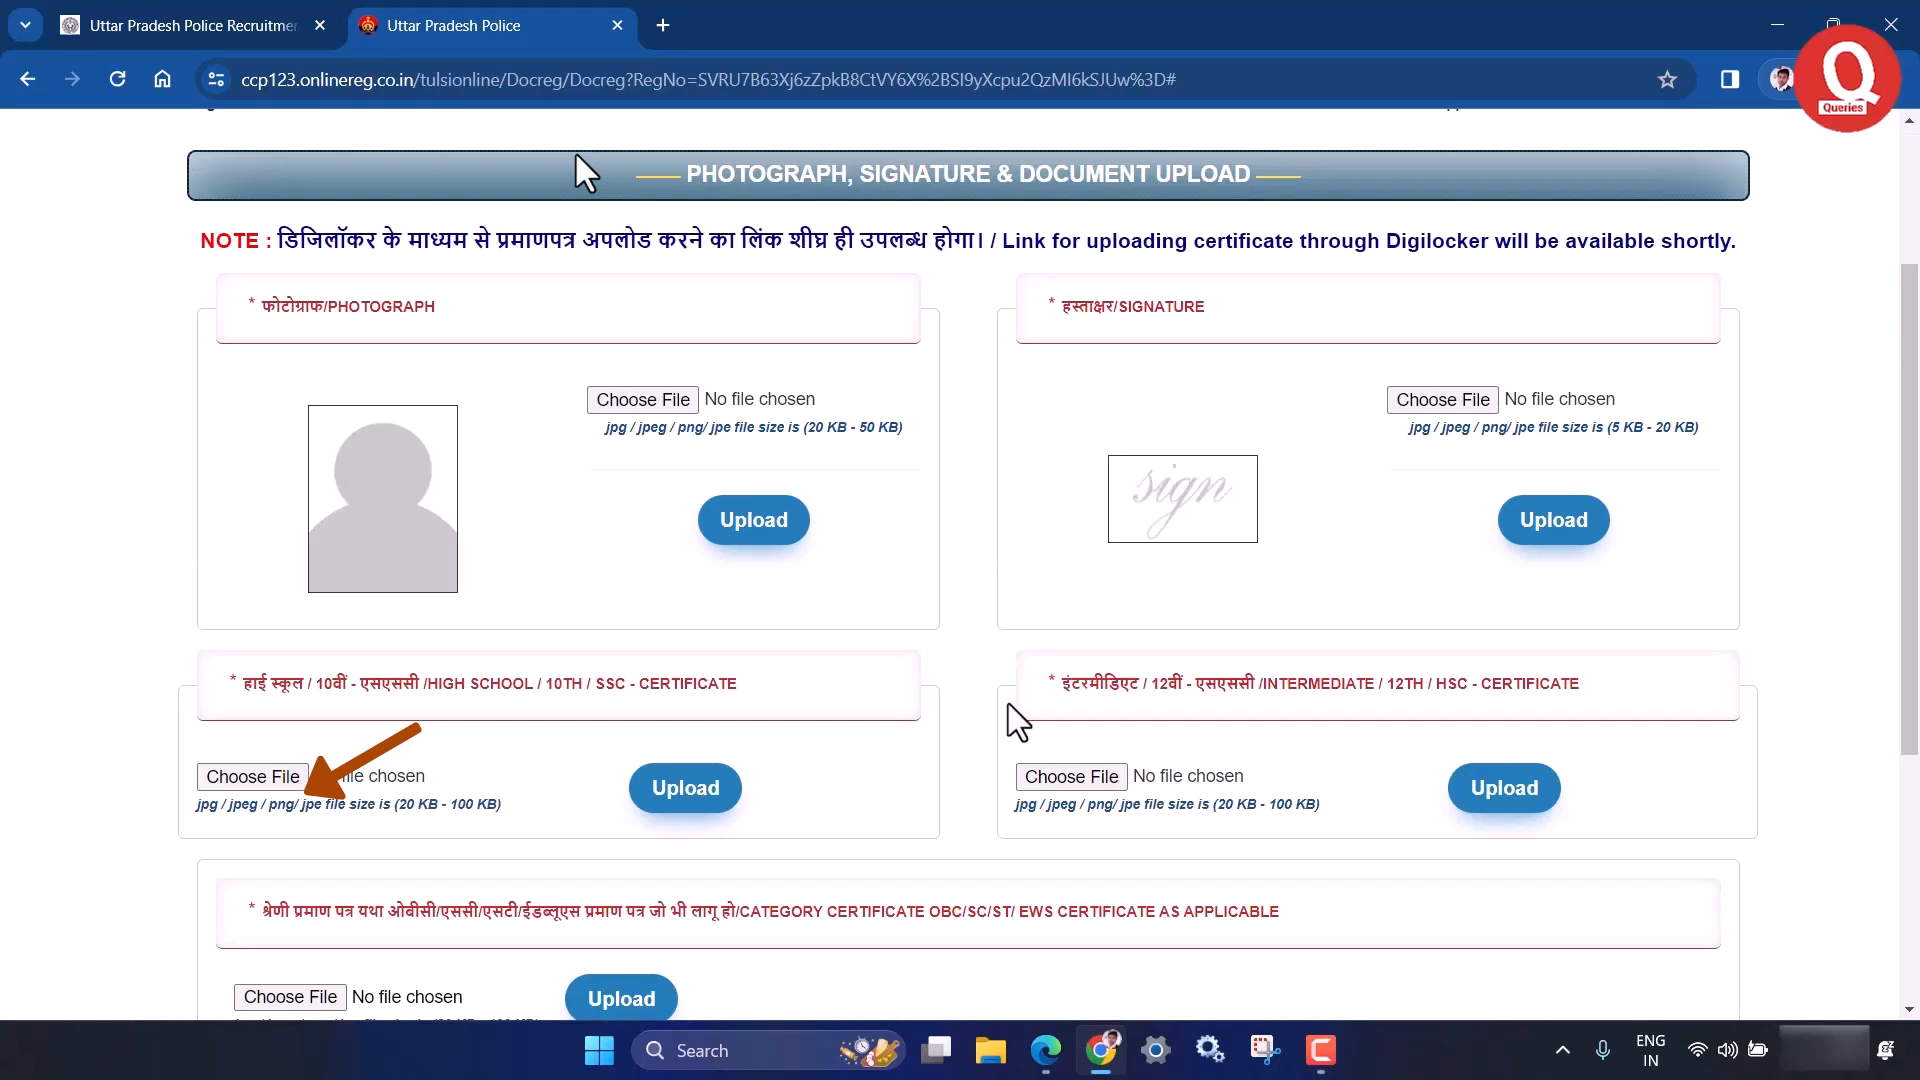 Uttar Pradesh Police Recruitme
Uttar Pradesh Police
ccp123.onlinereg.co.in/tulsionline/Docreg/Docreg?RegNo=SVRU7B63Xj6zZpkB8CtVY6X%2BSI9yXcpu2QzMI6kSJUw%3D#
Q
Queries
PHOTOGRAPH, SIGNATURE & DOCUMENT UPLOAD
NOTE : डिजिलॉकर के माध्यम से प्रमाणपत्र अपलोड करने का लिंक शीघ्र ही उपलब्ध होगा। / Link for uploading certificate through Digilocker will be available shortly.
* फोटोग्राफ/PHOTOGRAPH
Choose File No file chosen
jpg / jpeg / png/ jpe file size is (20 KB - 50 KB)
Upload
* हस्ताक्षर/SIGNATURE
Choose File No file chosen
jpg / jpeg / png/ jpe file size is (5 KB - 20 KB)
sign
Upload
* हाई स्कूल / 10वीं - एसएससी /HIGH SCHOOL / 10TH / SSC - CERTIFICATE
Choose File file chosen
jpg / jpeg / png/ jpe file size is (20 KB - 100 KB)
Upload
* इंटरमीडिएट / 12वीं - एसएससी /INTERMEDIATE / 12TH / HSC - CERTIFICATE
Choose File No file chosen
jpg / jpeg / png/ jpe file size is (20 KB - 100 KB)
Upload
* श्रेणी प्रमाण पत्र यथा ओबीसी/एससी/एसटी/ईडब्लूएस प्रमाण पत्र जो भी लागू हो/CATEGORY CERTIFICATE OBC/SC/ST/ EWS CERTIFICATE AS APPLICABLE
Choose File No file chosen
Upload
Search
ENG
IN